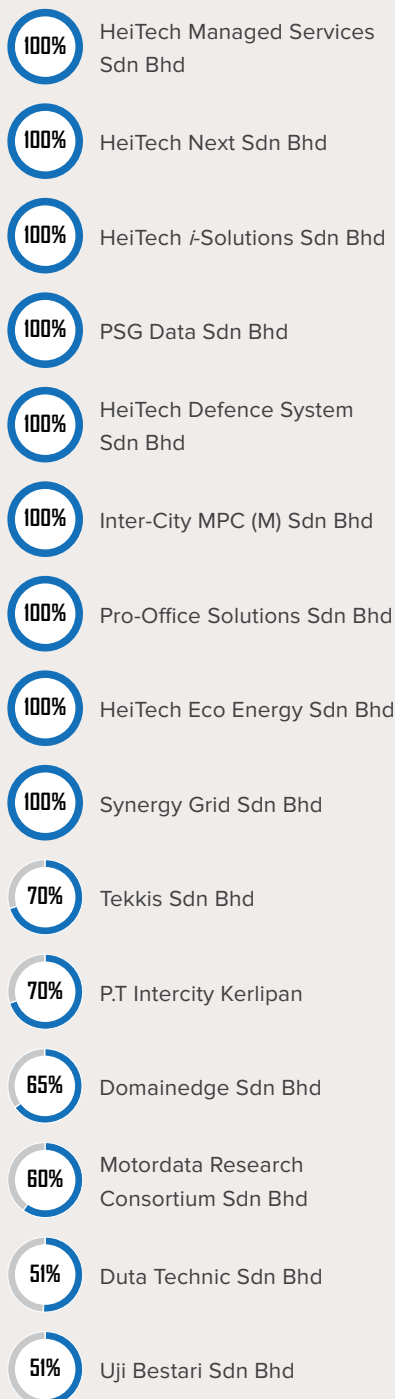 100%
HeiTech Managed Services
Sdn Bhd
100%
HeiTech Next Sdn Bhd
100%
HeiTech i-Solutions Sdn Bhd
100%
PSG Data Sdn Bhd
100%
HeiTech Defence System
Sdn Bhd
100%
Inter-City MPC (M) Sdn Bhd
100%
Pro-Office Solutions Sdn Bhd
100%
HeiTech Eco Energy Sdn Bhd
100%
Synergy Grid Sdn Bhd
70%
Tekkis Sdn Bhd
70%
P.T Intercity Kerlipan
65%
Domainedge Sdn Bhd
60%
Motordata Research
Consortium Sdn Bhd
51%
Duta Technic Sdn Bhd
51%
Uji Bestari Sdn Bhd